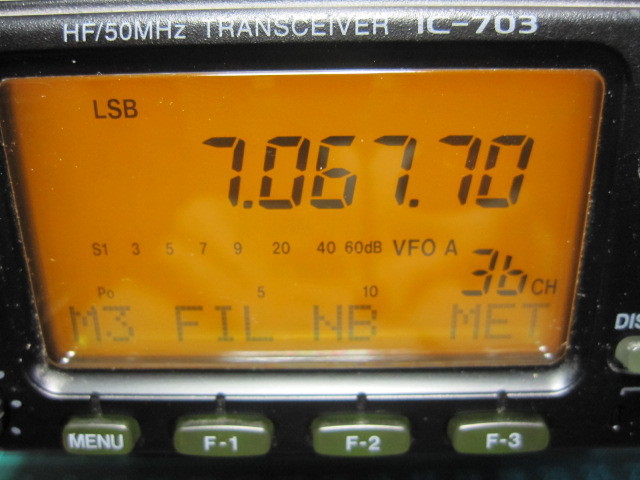 HF/50MHz TRANSCEIVER IC-703
LSB
7.067.70
S1 3 5 7 9 20 40 60dB VFO A
36 CH
Po 5 10
M3 FIL NB MET
DIS
MENU F-1 F-2 F-3